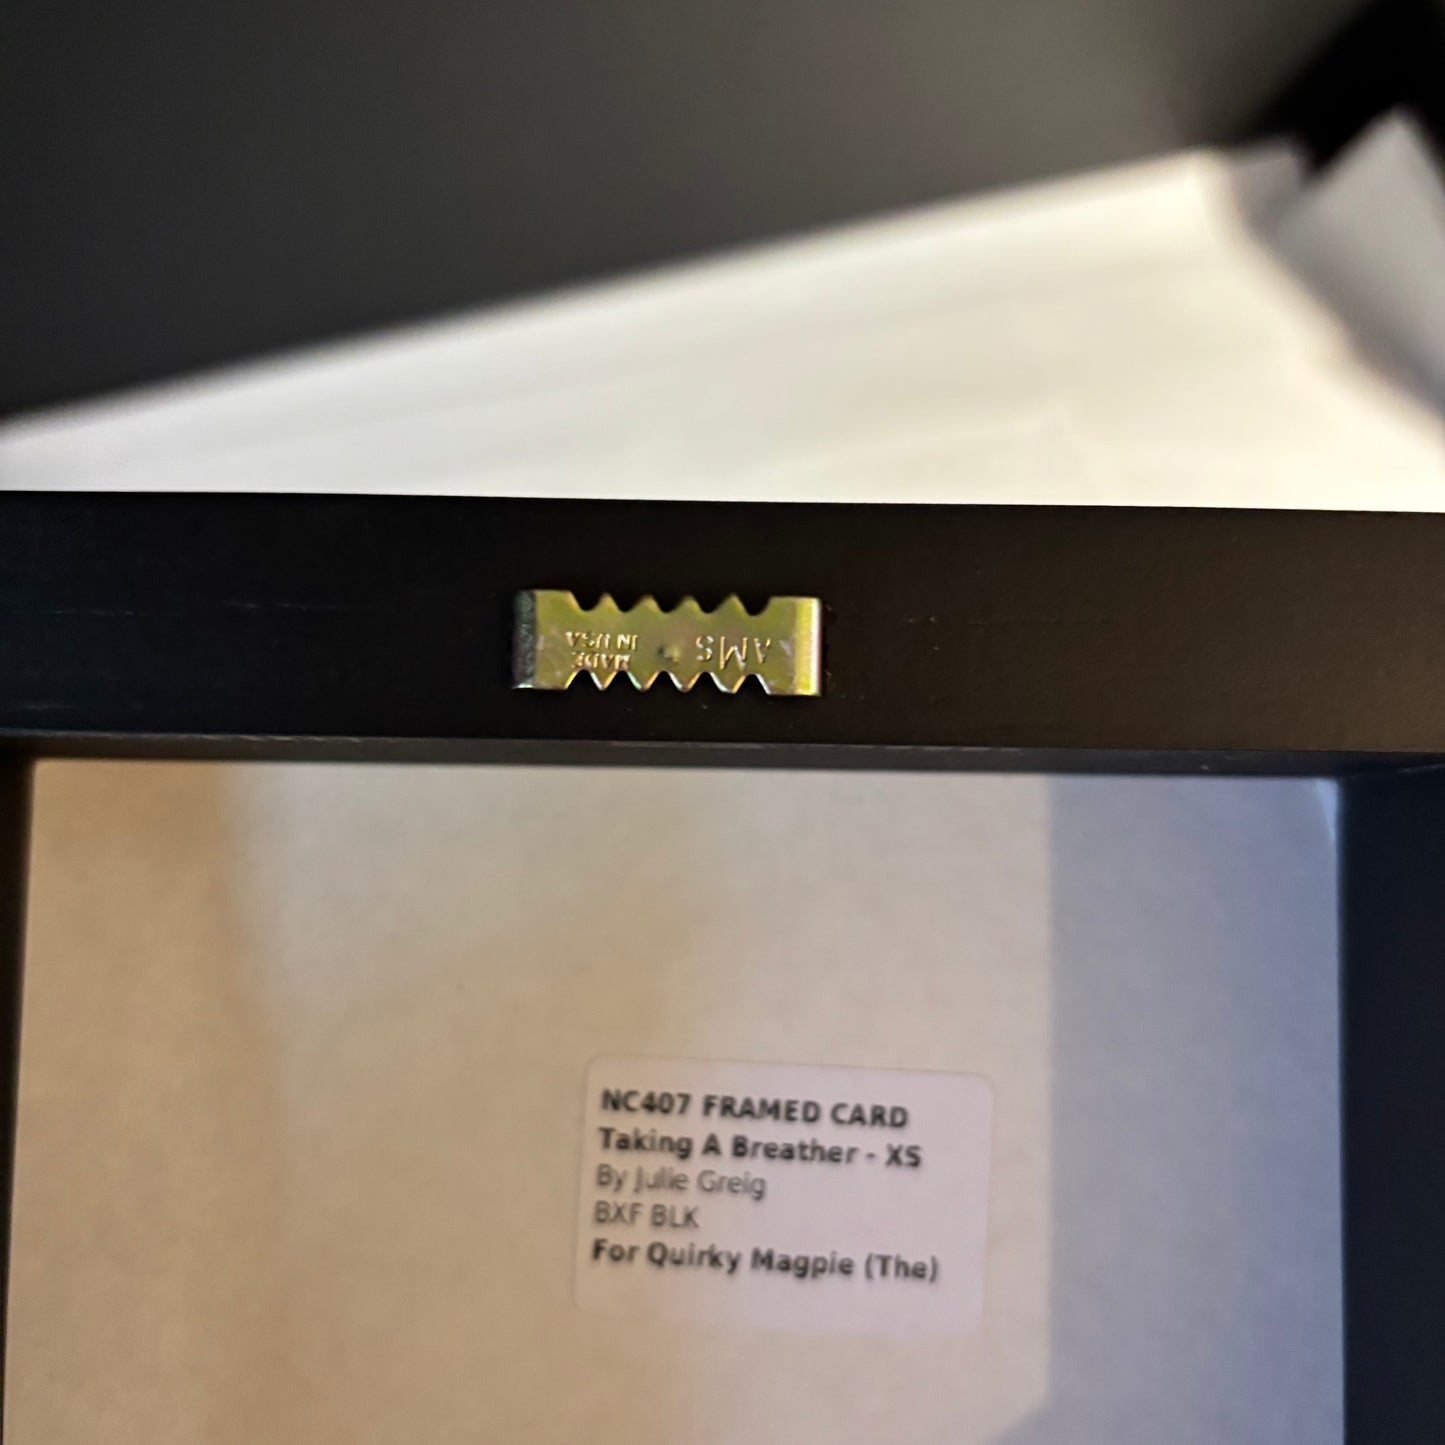 AMS
MADE
IN USA
NC407 FRAMED CARD
Taking A Breather - XS
By Julie Greig
BXF BLK
For Quirky Magpie (The)